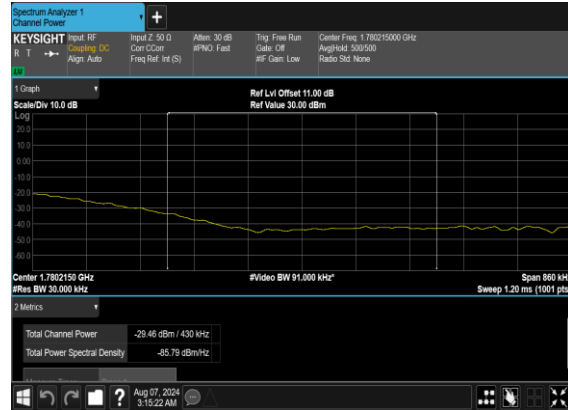 Spectrum Analyzer 1
Channel Power
KEYSIGHT Input: RF Input Z: 50 Ω Atten: 30 dB Trig: Free Run Center Freq: 1.780215000 GHz
R T Coupling: DC Corr CCorr #PNO: Fast Gate: Off Avg|Hold: 500/500
Align: Auto Freq Ref: Int (S) #IF Gain: Low Radio Std: None
LM
1 Graph Ref Lvl Offset 11.00 dB
Scale/Div 10.0 dB Ref Value 30.00 dBm
Log
20.0
10.0
0.00
-10.0
-20.0
-30.0
-40.0
-50.0
-60.0
Center 1.7802150 GHz #Video BW 91.000 kHz* Span 860 kH
#Res BW 30.000 kHz Sweep 1.20 ms (1001 pts
2 Metrics
Total Channel Power -29.46 dBm / 430 kHz
Total Power Spectral Density -85.79 dBm/Hz
Aug 07, 2024
3:15:22 AM